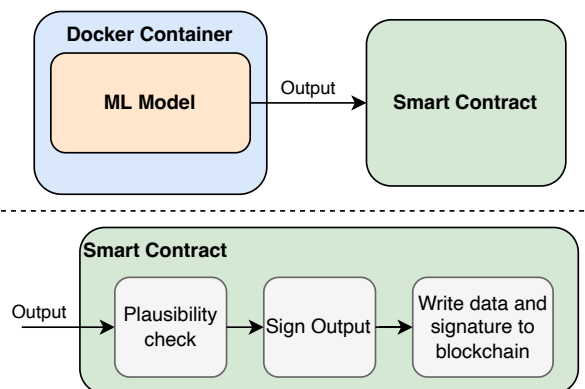 Docker Container
ML Model
Output
Smart Contract
Smart Contract
Output
Plausibility
check
Sign Output
Write data and
signature to
blockchain